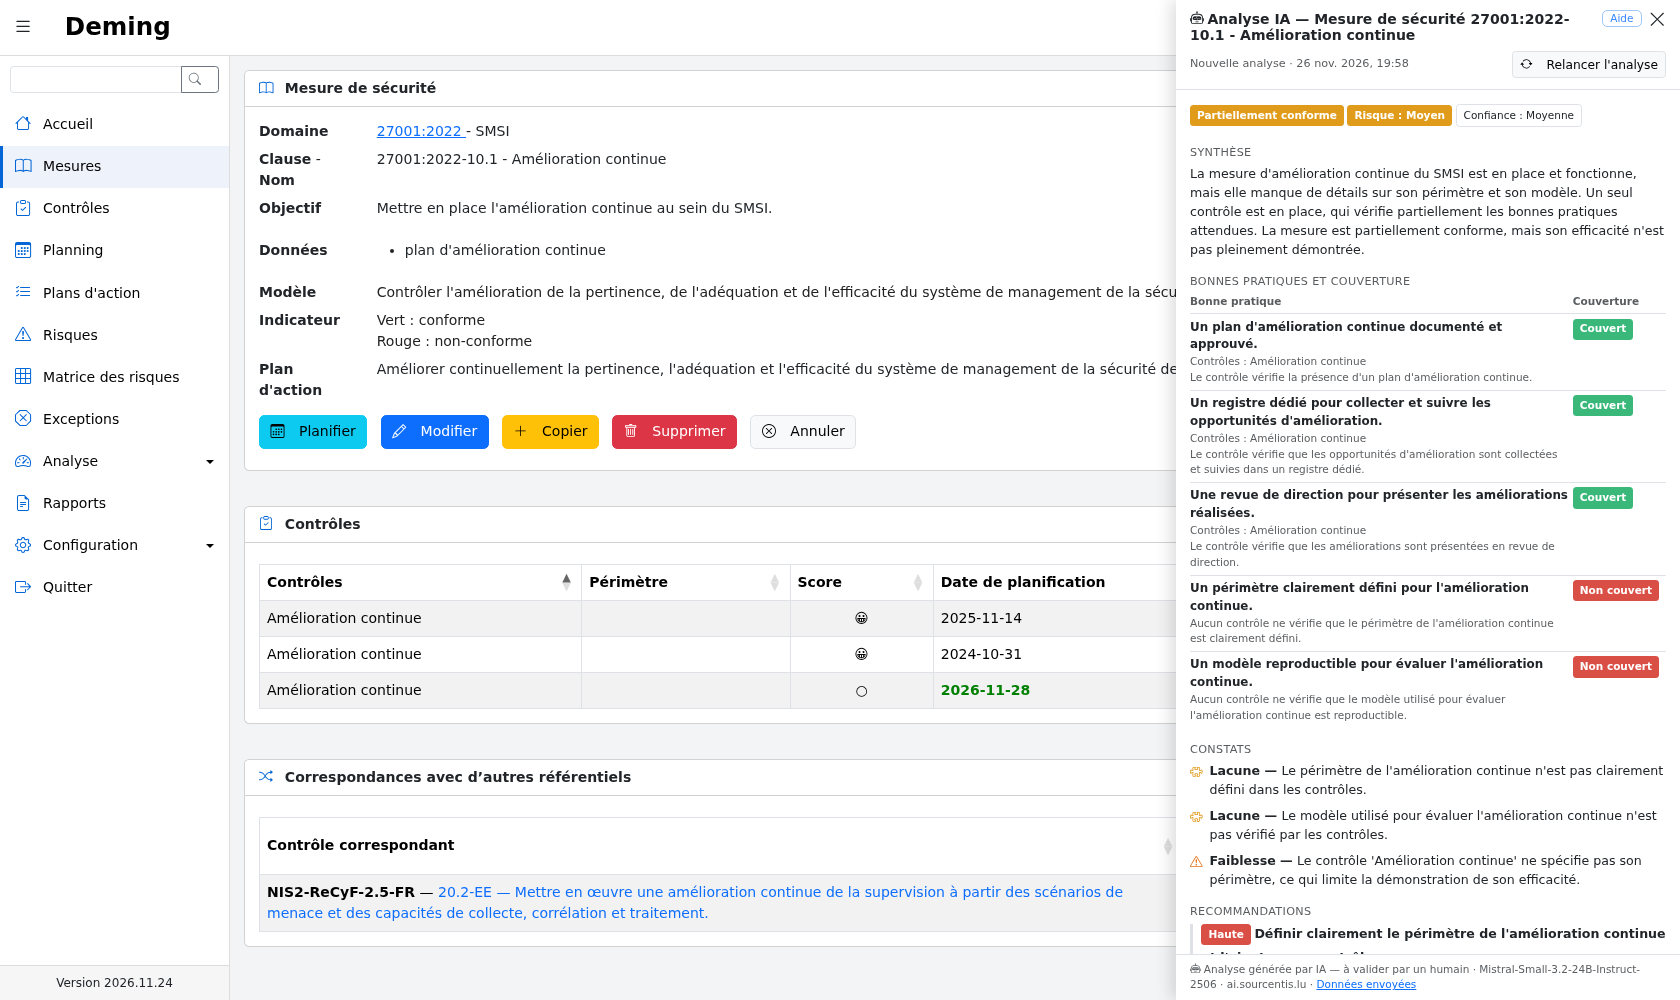 Deming
Accueil
Mesures
Contrôles
Planning
Plans d'action
Risques
Matrice des risques
Exceptions
Analyse
Rapports
Configuration
Quitter
Version 2026.11.24
Mesure de sécurité
Domaine 27001:2022 - SMSI
Clause - Nom 27001:2022-10.1 - Amélioration continue
Objectif Mettre en place l'amélioration continue au sein du SMSI.
Données • plan d'amélioration continue
Modèle Contrôler l'amélioration de la pertinence, de l'adéquation et de l'efficacité du système de management de la sécu
Indicateur Vert : conforme
Rouge : non-conforme
Plan d'action Améliorer continuellement la pertinence, l'adéquation et l'efficacité du système de management de la sécurité de
Planifier Modifier Copier Supprimer Annuler
Contrôles
Contrôles Périmètre Score Date de planification
Amélioration continue 2025-11-14
Amélioration continue 2024-10-31
Amélioration continue 2026-11-28
Correspondances avec d’autres référentiels
Contrôle correspondant
NIS2-ReCyF-2.5-FR — 20.2-EE — Mettre en œuvre une amélioration continue de la supervision à partir des scénarios de
menace et des capacités de collecte, corrélation et traitement.
Analyse IA — Mesure de sécurité 27001:2022-
10.1 - Amélioration continue
Aide
Nouvelle analyse · 26 nov. 2026, 19:58
Relancer l'analyse
Partiellement conforme Risque : Moyen Confiance : Moyenne
SYNTHÈSE
La mesure d'amélioration continue du SMSI est en place et fonctionne,
mais elle manque de détails sur son périmètre et son modèle. Un seul
contrôle est en place, qui vérifie partiellement les bonnes pratiques
attendues. La mesure est partiellement conforme, mais son efficacité n'est
pas pleinement démontrée.
BONNES PRATIQUES ET COUVERTURE
Bonne pratique Couverture
Un plan d'amélioration continue documenté et Couvert
approuvé.
Contrôles : Amélioration continue
Le contrôle vérifie la présence d'un plan d'amélioration continue.
Un registre dédié pour collecter et suivre les Couvert
opportunités d'amélioration.
Contrôles : Amélioration continue
Le contrôle vérifie que les opportunités d'amélioration sont collectées
et suivies dans un registre dédié.
Une revue de direction pour présenter les améliorations Couvert
réalisées.
Contrôles : Amélioration continue
Le contrôle vérifie que les améliorations sont présentées en revue de
direction.
Un périmètre clairement défini pour l'amélioration Non couvert
continue.
Aucun contrôle ne vérifie que le périmètre de l'amélioration continue
est clairement défini.
Un modèle reproductible pour évaluer l'amélioration Non couvert
continue.
Aucun contrôle ne vérifie que le modèle utilisé pour évaluer
l'amélioration continue est reproductible.
CONSTATS
Lacune — Le périmètre de l'amélioration continue n'est pas clairement
défini dans les contrôles.
Lacune — Le modèle utilisé pour évaluer l'amélioration continue n'est
pas vérifié par les contrôles.
Faiblesse — Le contrôle 'Amélioration continue' ne spécifie pas son
périmètre, ce qui limite la démonstration de son efficacité.
RECOMMANDATIONS
Haute Définir clairement le périmètre de l'amélioration continue
Analyse générée par IA — à valider par un humain · Mistral-Small-3.2-24B-Instruct-
2506 · ai.sourcentis.lu · Données envoyées